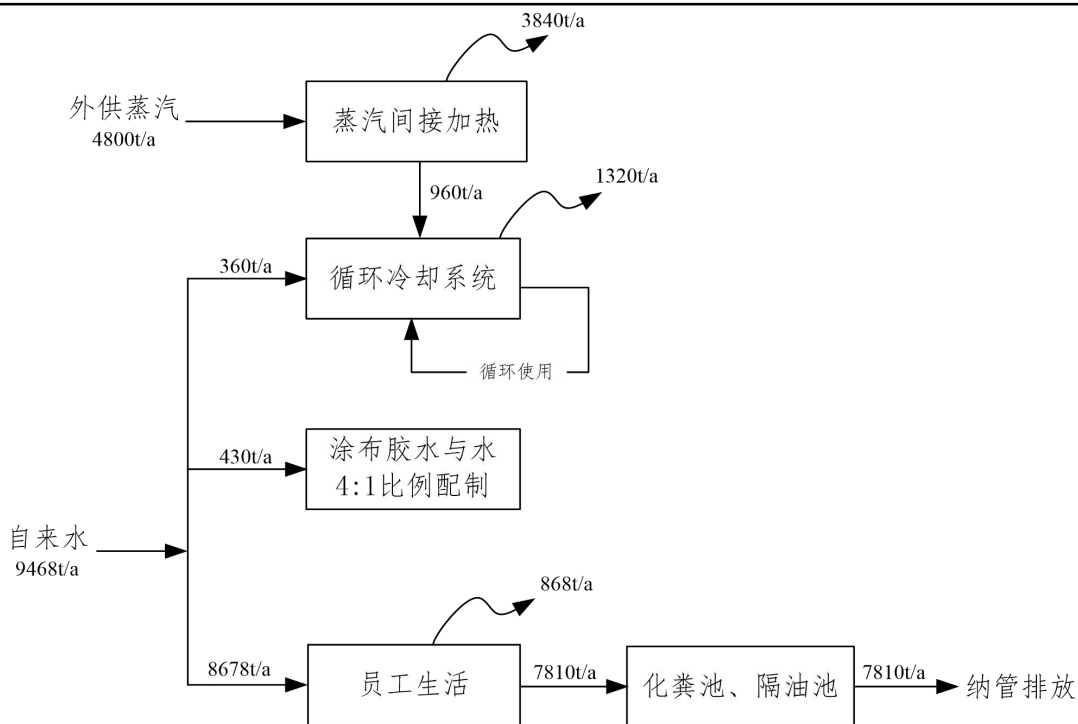 3840t/a
外供蒸汽
4800t/a
蒸汽间接加热
960t/a
1320t/a
360t/a
循环冷却系统
循环使用
430t/a
涂布胶水与水
4:1比例配制
自来水
9468t/a
868t/a
8678t/a
员工生活
7810t/a
化粪池、隔油池
7810t/a
纳管排放